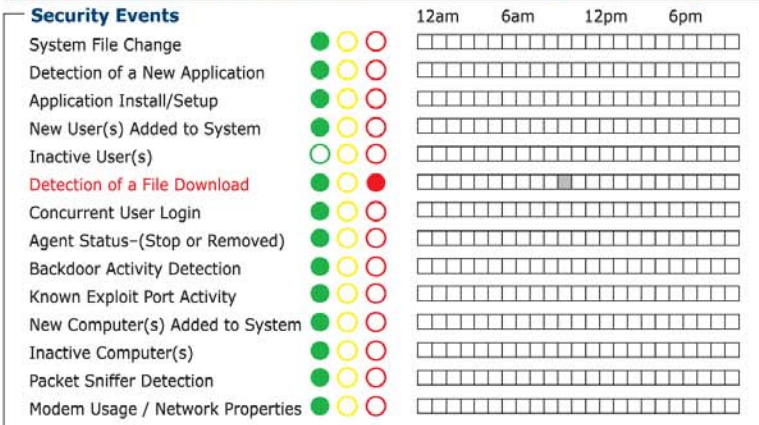 Security Events 12am 6am 12pm 6pm
System File Change
Detection of a New Application
Application Install/Setup
New User(s) Added to System
Inactive User(s)
Detection of a File Download
Concurrent User Login
Agent Status–(Stop or Removed)
Backdoor Activity Detection
Known Exploit Port Activity
New Computer(s) Added to System
Inactive Computer(s)
Packet Sniffer Detection
Modem Usage / Network Properties